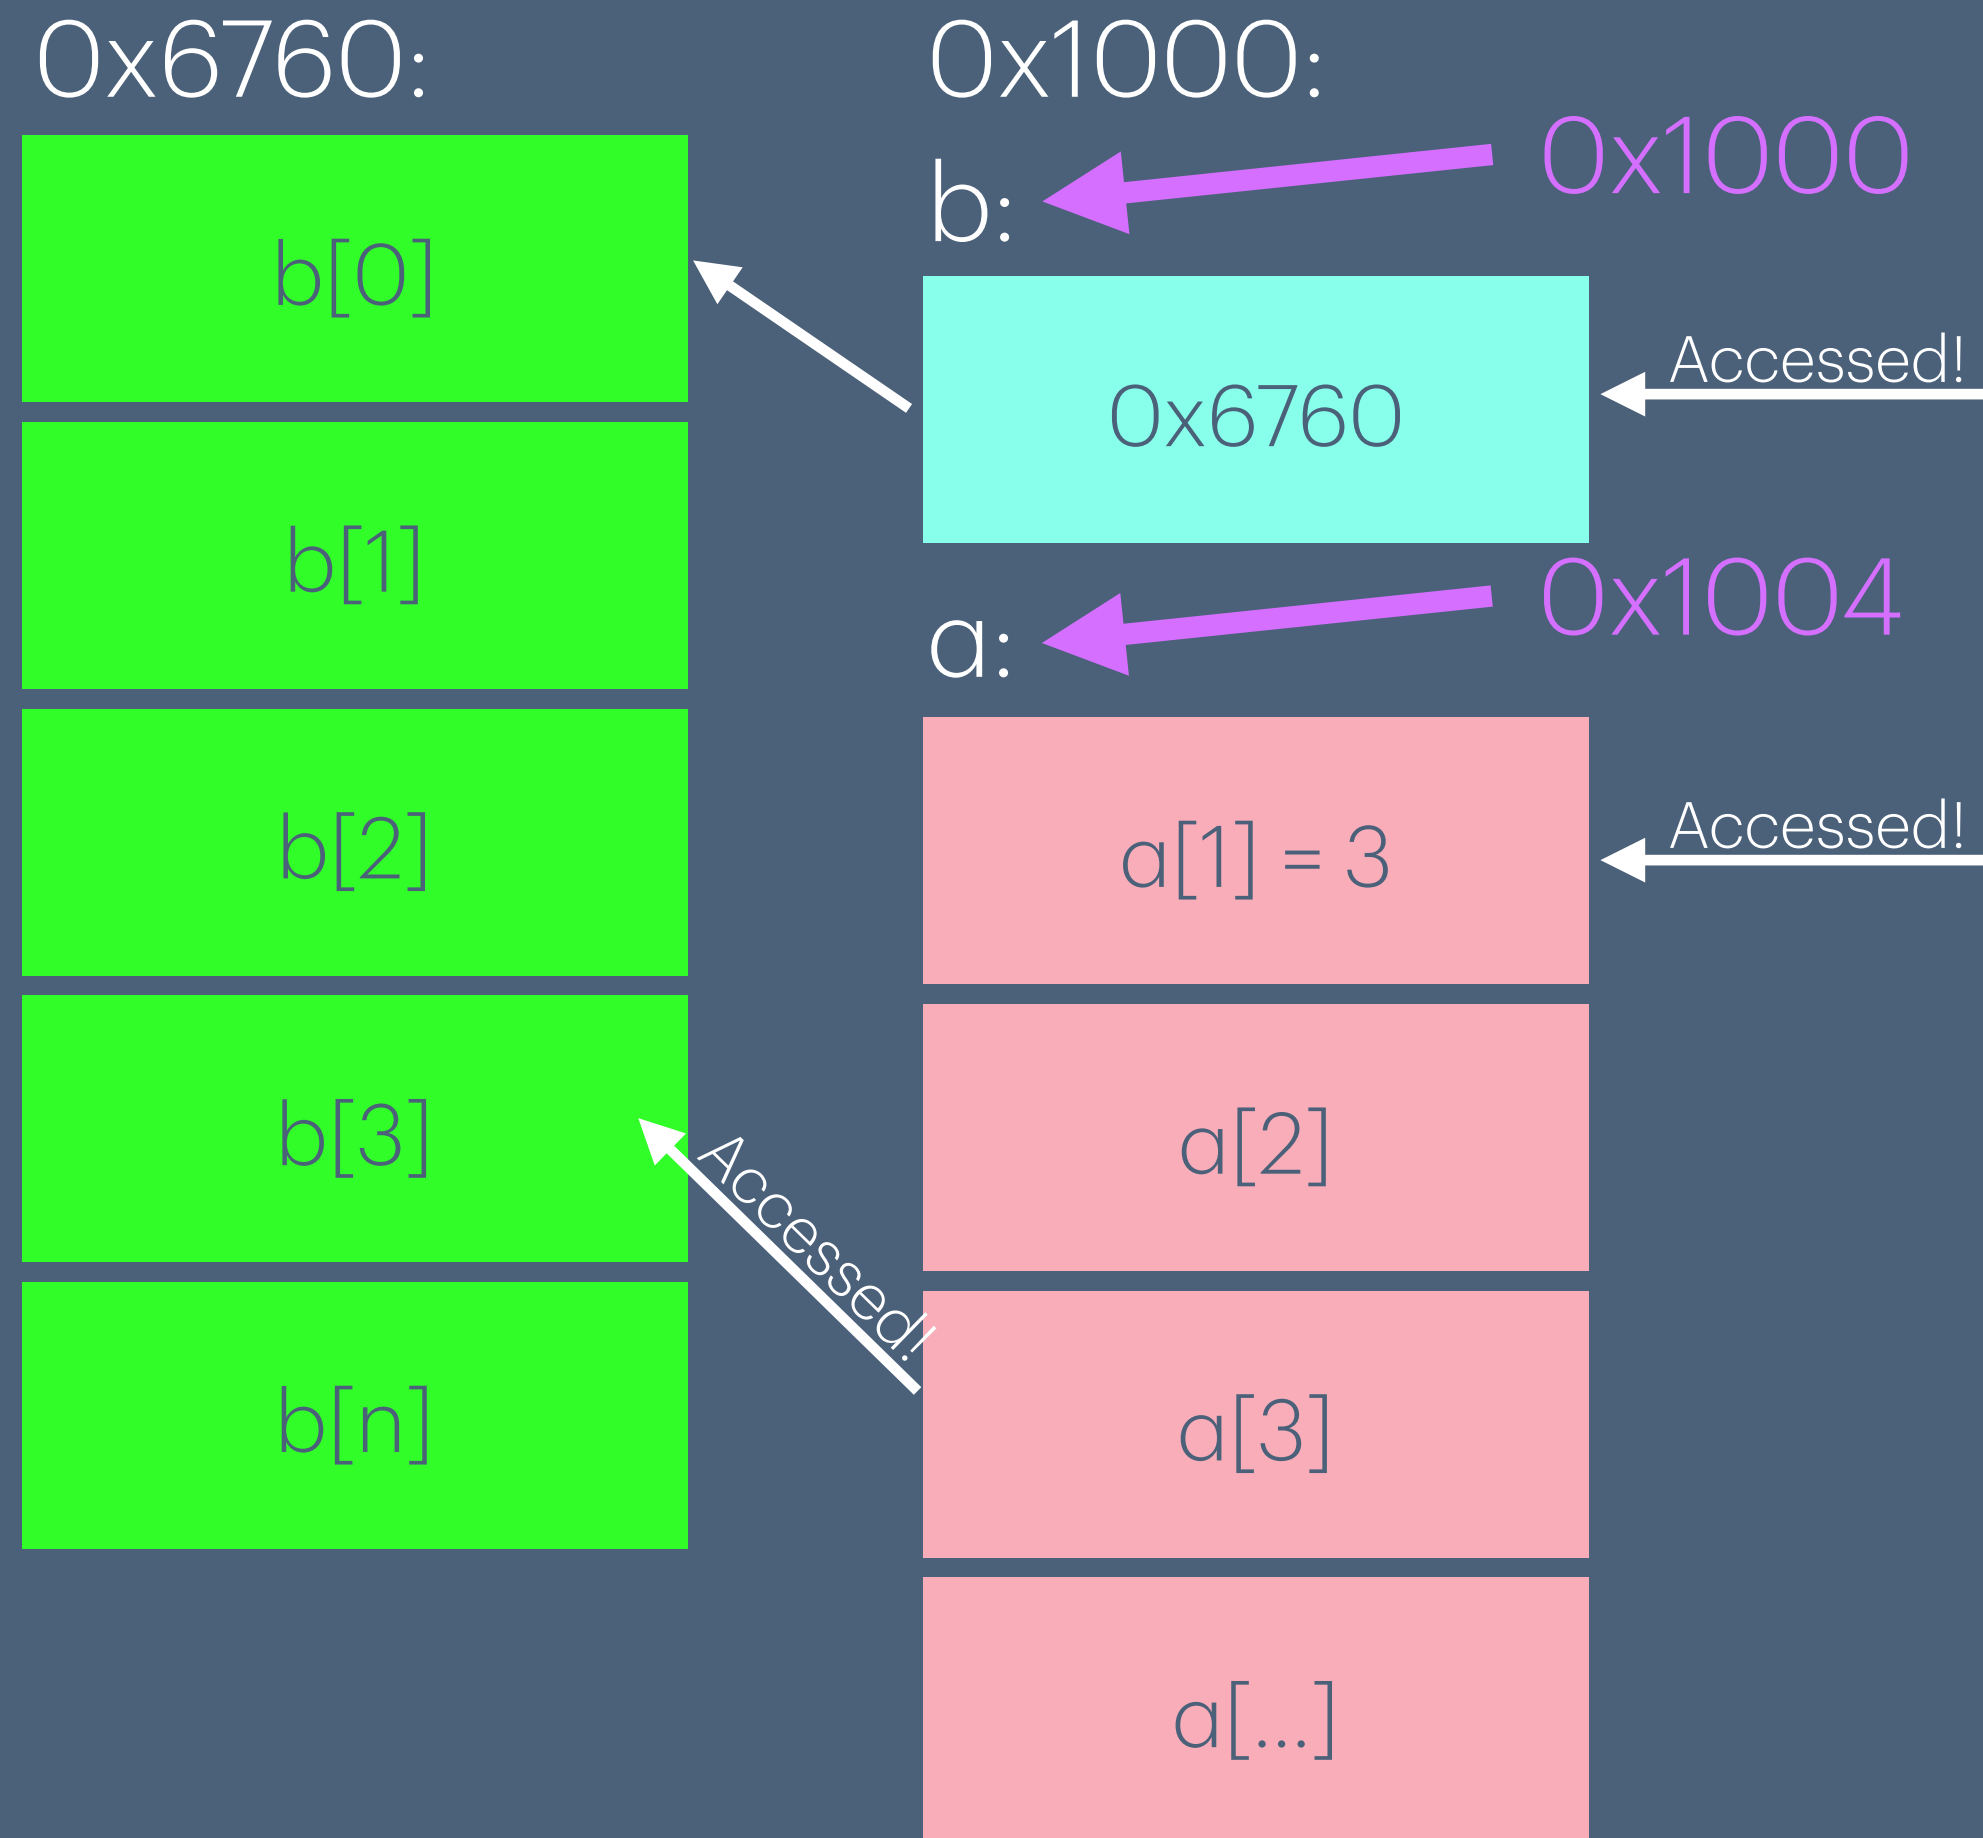 0x6760:
b[0]
b[1]
b[2]
b[3]
b[n]
0x1000:
b:
0x1000
0x6760
Accessed!
a:
0x1004
a[1] = 3
Accessed!
a[2]
Accessed!
a[3]
a[...]